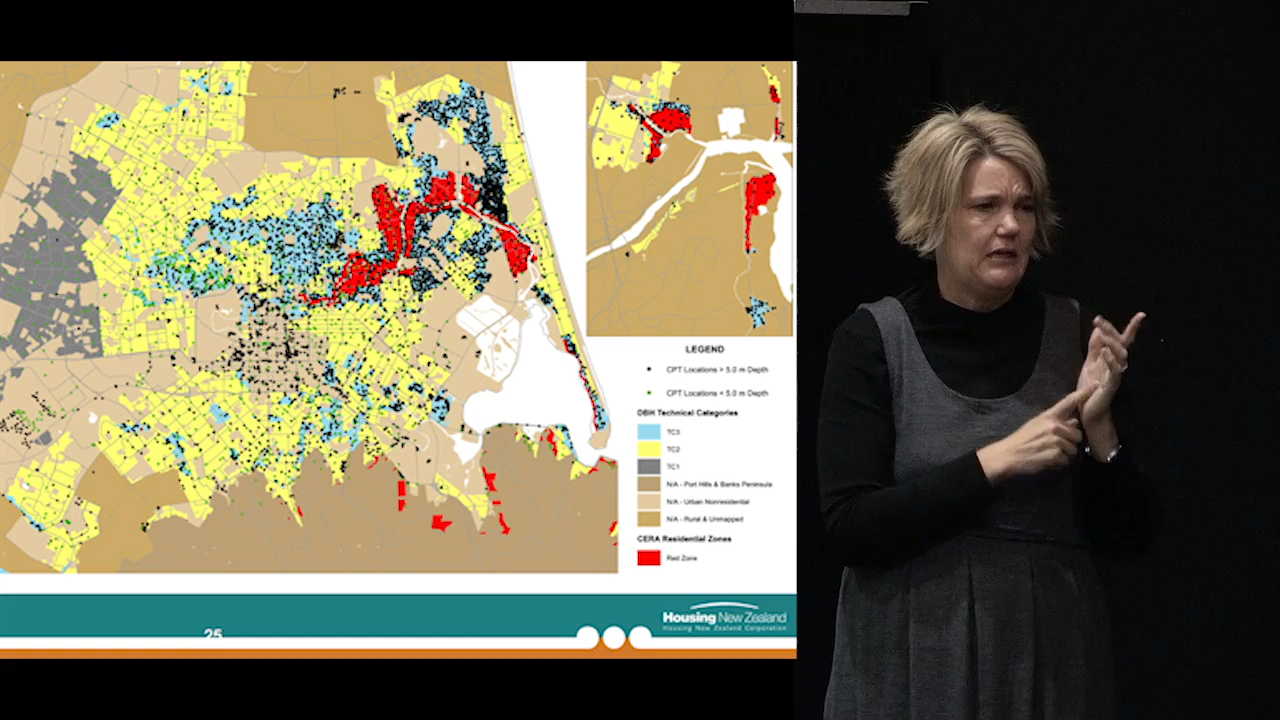 LEGEND
CPT Locations > 5.0 m Depth
CPT Locations < 5.0 m Depth
DBH Technical Categories
TC3
TC2
TC1
N/A - Port Hills & Banks Peninsula
N/A - Urban Nonresidential
N/A - Rural & Unmapped
CERA Residential Zones
Red Zone
25
Housing New Zealand
Housing New Zealand Corporation